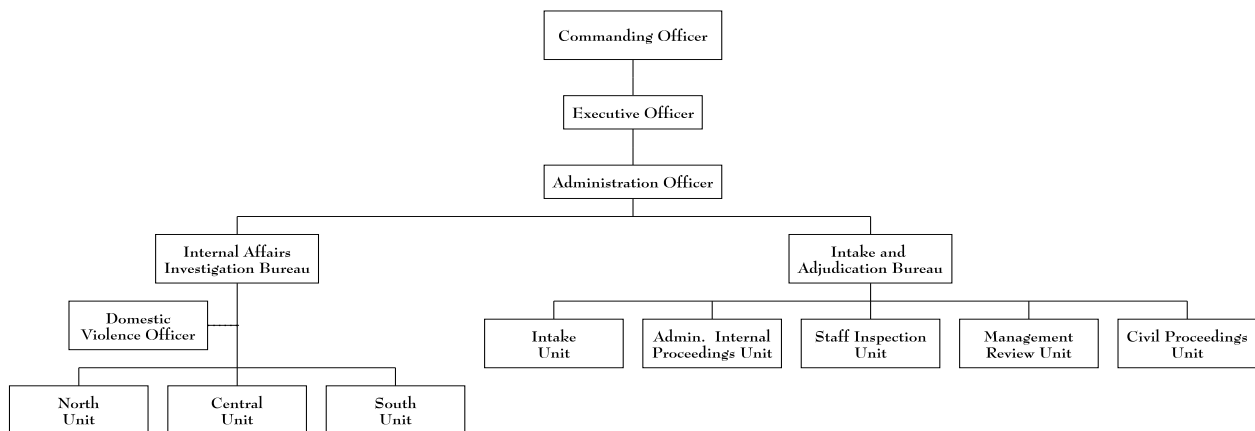 Commanding Officer
Executive Officer
Administration Officer
Internal Affairs
Investigation Bureau
Intake and
Adjudication Bureau
Domestic
Violence Officer
Intake
Unit
Admin. Internal
Proceedings Unit
Staff Inspection
Unit
Management
Review Unit
Civil Proceedings
Unit
North
Unit
Central
Unit
South
Unit